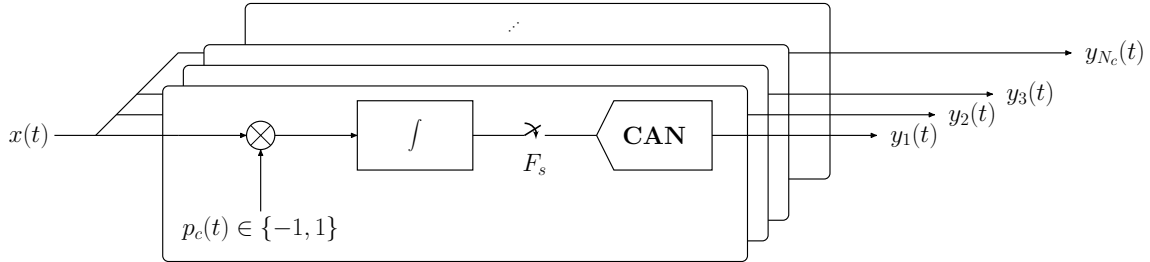 ⋰
y_{N_c}(t)
y_3(t)
y_2(t)
x(t) ∫ CAN y_1(t)
F_s
p_c(t) ∈ {−1, 1}